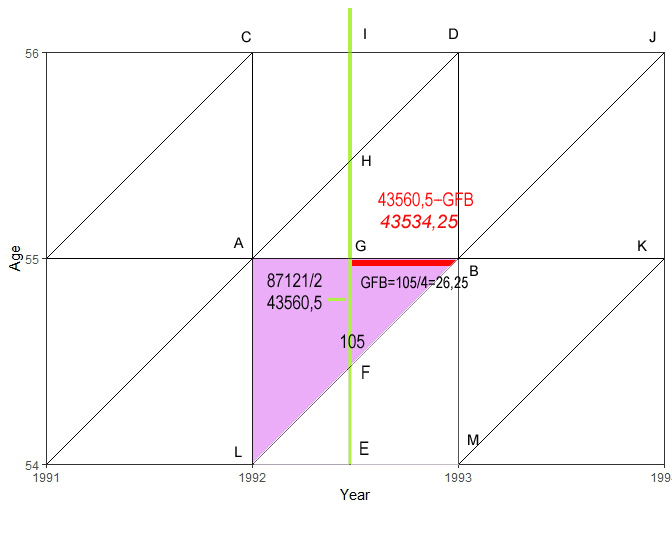 C
I
D
J
56
H
43560,5-GFB
43534,25
A
G
K
Age
55
B
87121/2
GFB=105/4=26,25
43560,5
105
F
M
L
E
54
1991
1992
1993
199
Year